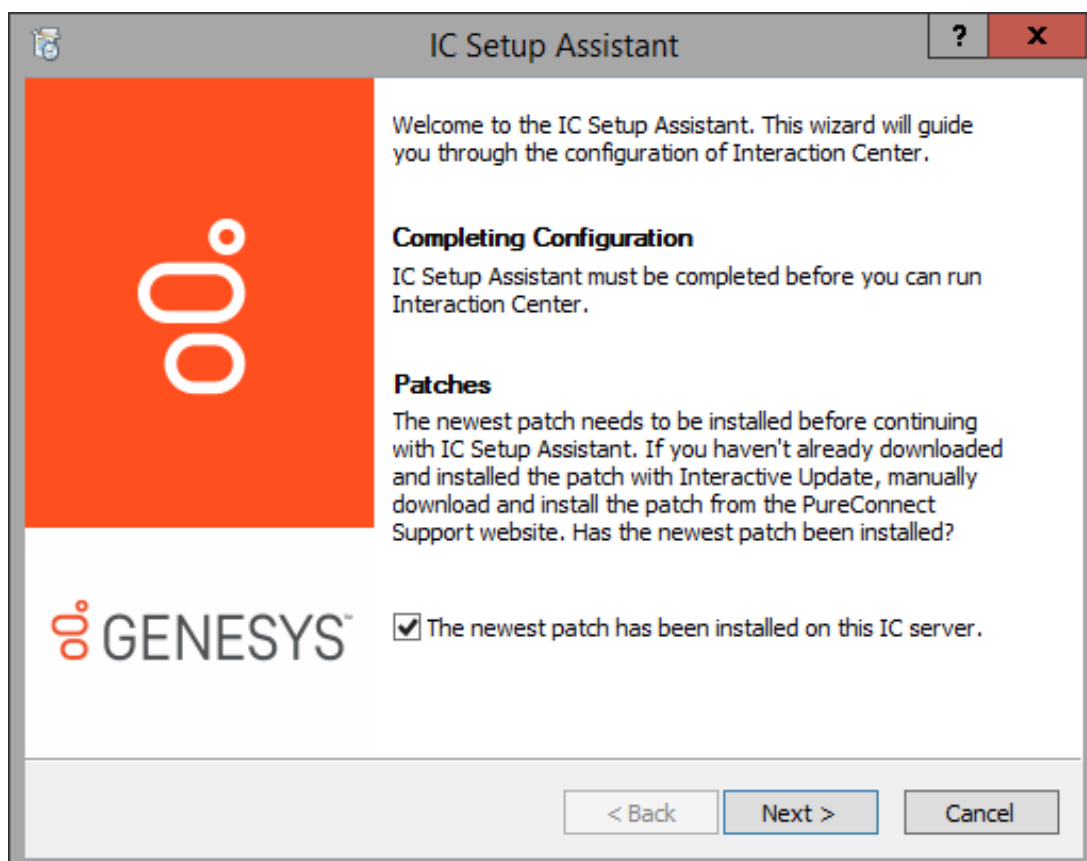 IC Setup Assistant
?
x
Welcome to the IC Setup Assistant. This wizard will guide
you through the configuration of Interaction Center.
Completing Configuration
IC Setup Assistant must be completed before you can run
Interaction Center.
Patches
The newest patch needs to be installed before continuing
with IC Setup Assistant. If you haven't already downloaded
and installed the patch with Interactive Update, manually
download and install the patch from the PureConnect
Support website. Has the newest patch been installed?
GENESYS™
The newest patch has been installed on this IC server.
< Back
Next >
Cancel